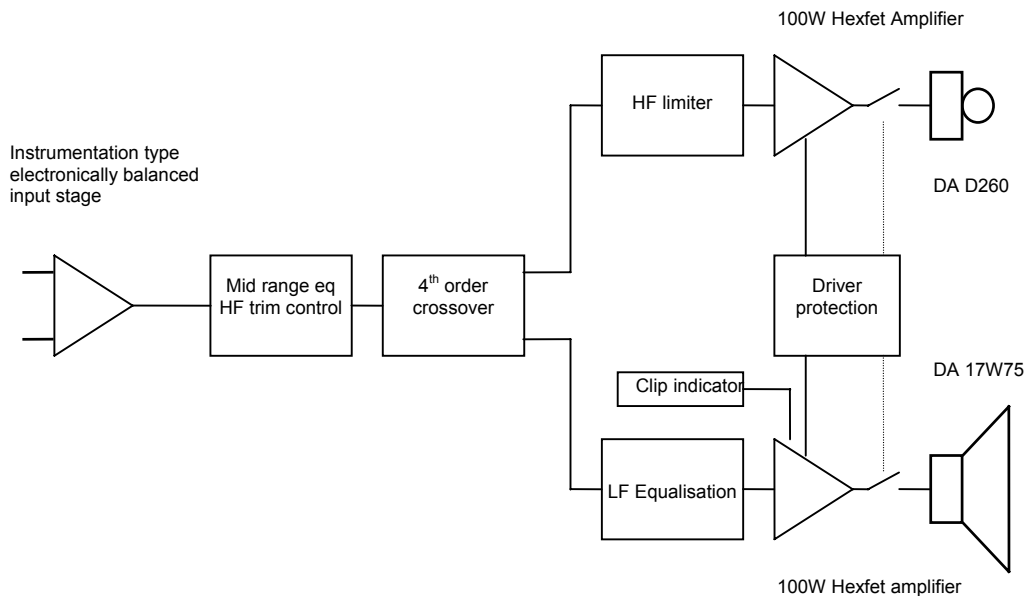 100W Hexfet Amplifier
HF limiter
Instrumentation type
electronically balanced
input stage
DA D260
Mid range eq
HF trim control
4th order
crossover
Driver
protection
DA 17W75
Clip indicator
LF Equalisation
100W Hexfet amplifier